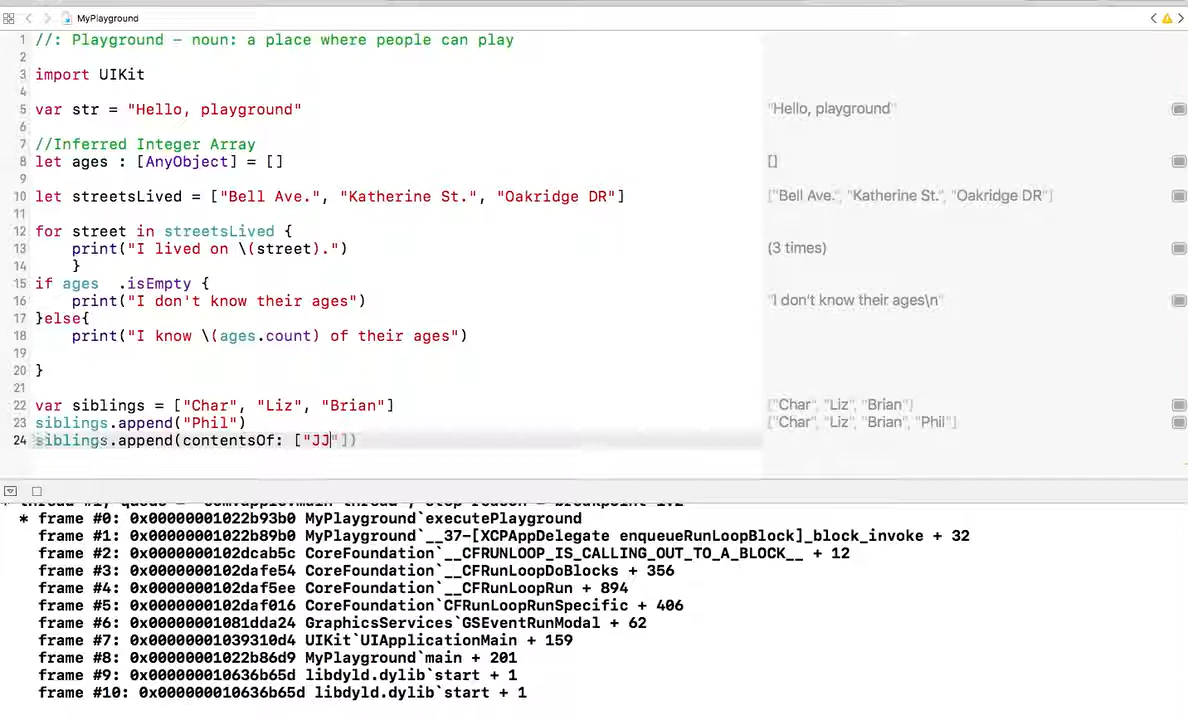 MyPlayground
1 //: Playground – noun: a place where people can play
2
3 import UIKit
4
5 var str = "Hello, playground" "Hello, playground"
6
7 //Inferred Integer Array
8 let ages : [AnyObject] = [] []
9
10 let streetsLived = ["Bell Ave.", "Katherine St.", "Oakridge DR"] ["Bell Ave.", "Katherine St.", "Oakridge DR"]
11
12 for street in streetsLived {
13 print("I lived on \(street).") (3 times)
14 }
15 if ages .isEmpty {
16 print("I don't know their ages") "I don't know their ages\n"
17 }else{
18 print("I know \(ages.count) of their ages")
19
20 }
21
22 var siblings = ["Char", "Liz", "Brian"] ["Char", "Liz", "Brian"]
23 siblings.append("Phil") ["Char", "Liz", "Brian", "Phil"]
24 siblings.append(contentsOf: ["JJ"])
* frame #0: 0x00000001022b93b0 MyPlayground`executePlayground
frame #1: 0x00000001022b89b0 MyPlayground`__37-[XCPAppDelegate enqueueRunLoopBlock]_block_invoke + 32
frame #2: 0x0000000102dcab5c CoreFoundation`__CFRUNLOOP_IS_CALLING_OUT_TO_A_BLOCK__ + 12
frame #3: 0x0000000102dafe54 CoreFoundation`__CFRunLoopDoBlocks + 356
frame #4: 0x0000000102daf5ee CoreFoundation`__CFRunLoopRun + 894
frame #5: 0x0000000102daf016 CoreFoundation`CFRunLoopRunSpecific + 406
frame #6: 0x00000001081dda24 GraphicsServices`GSEventRunModal + 62
frame #7: 0x00000001039310d4 UIKit`UIApplicationMain + 159
frame #8: 0x00000001022b86d9 MyPlayground`main + 201
frame #9: 0x000000010636b65d libdyld.dylib`start + 1
frame #10: 0x000000010636b65d libdyld.dylib`start + 1